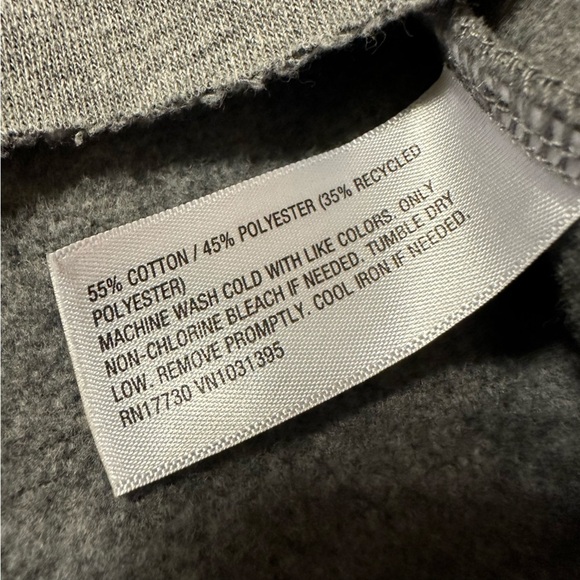 55% COTTON / 45% POLYESTER (35% RECYCLED
POLYESTER)
MACHINE WASH COLD WITH LIKE COLORS. ONLY
NON-CHLORINE BLEACH IF NEEDED. TUMBLE DRY
LOW. REMOVE PROMPTLY. COOL IRON IF NEEDED.
RN17730 VN1031395